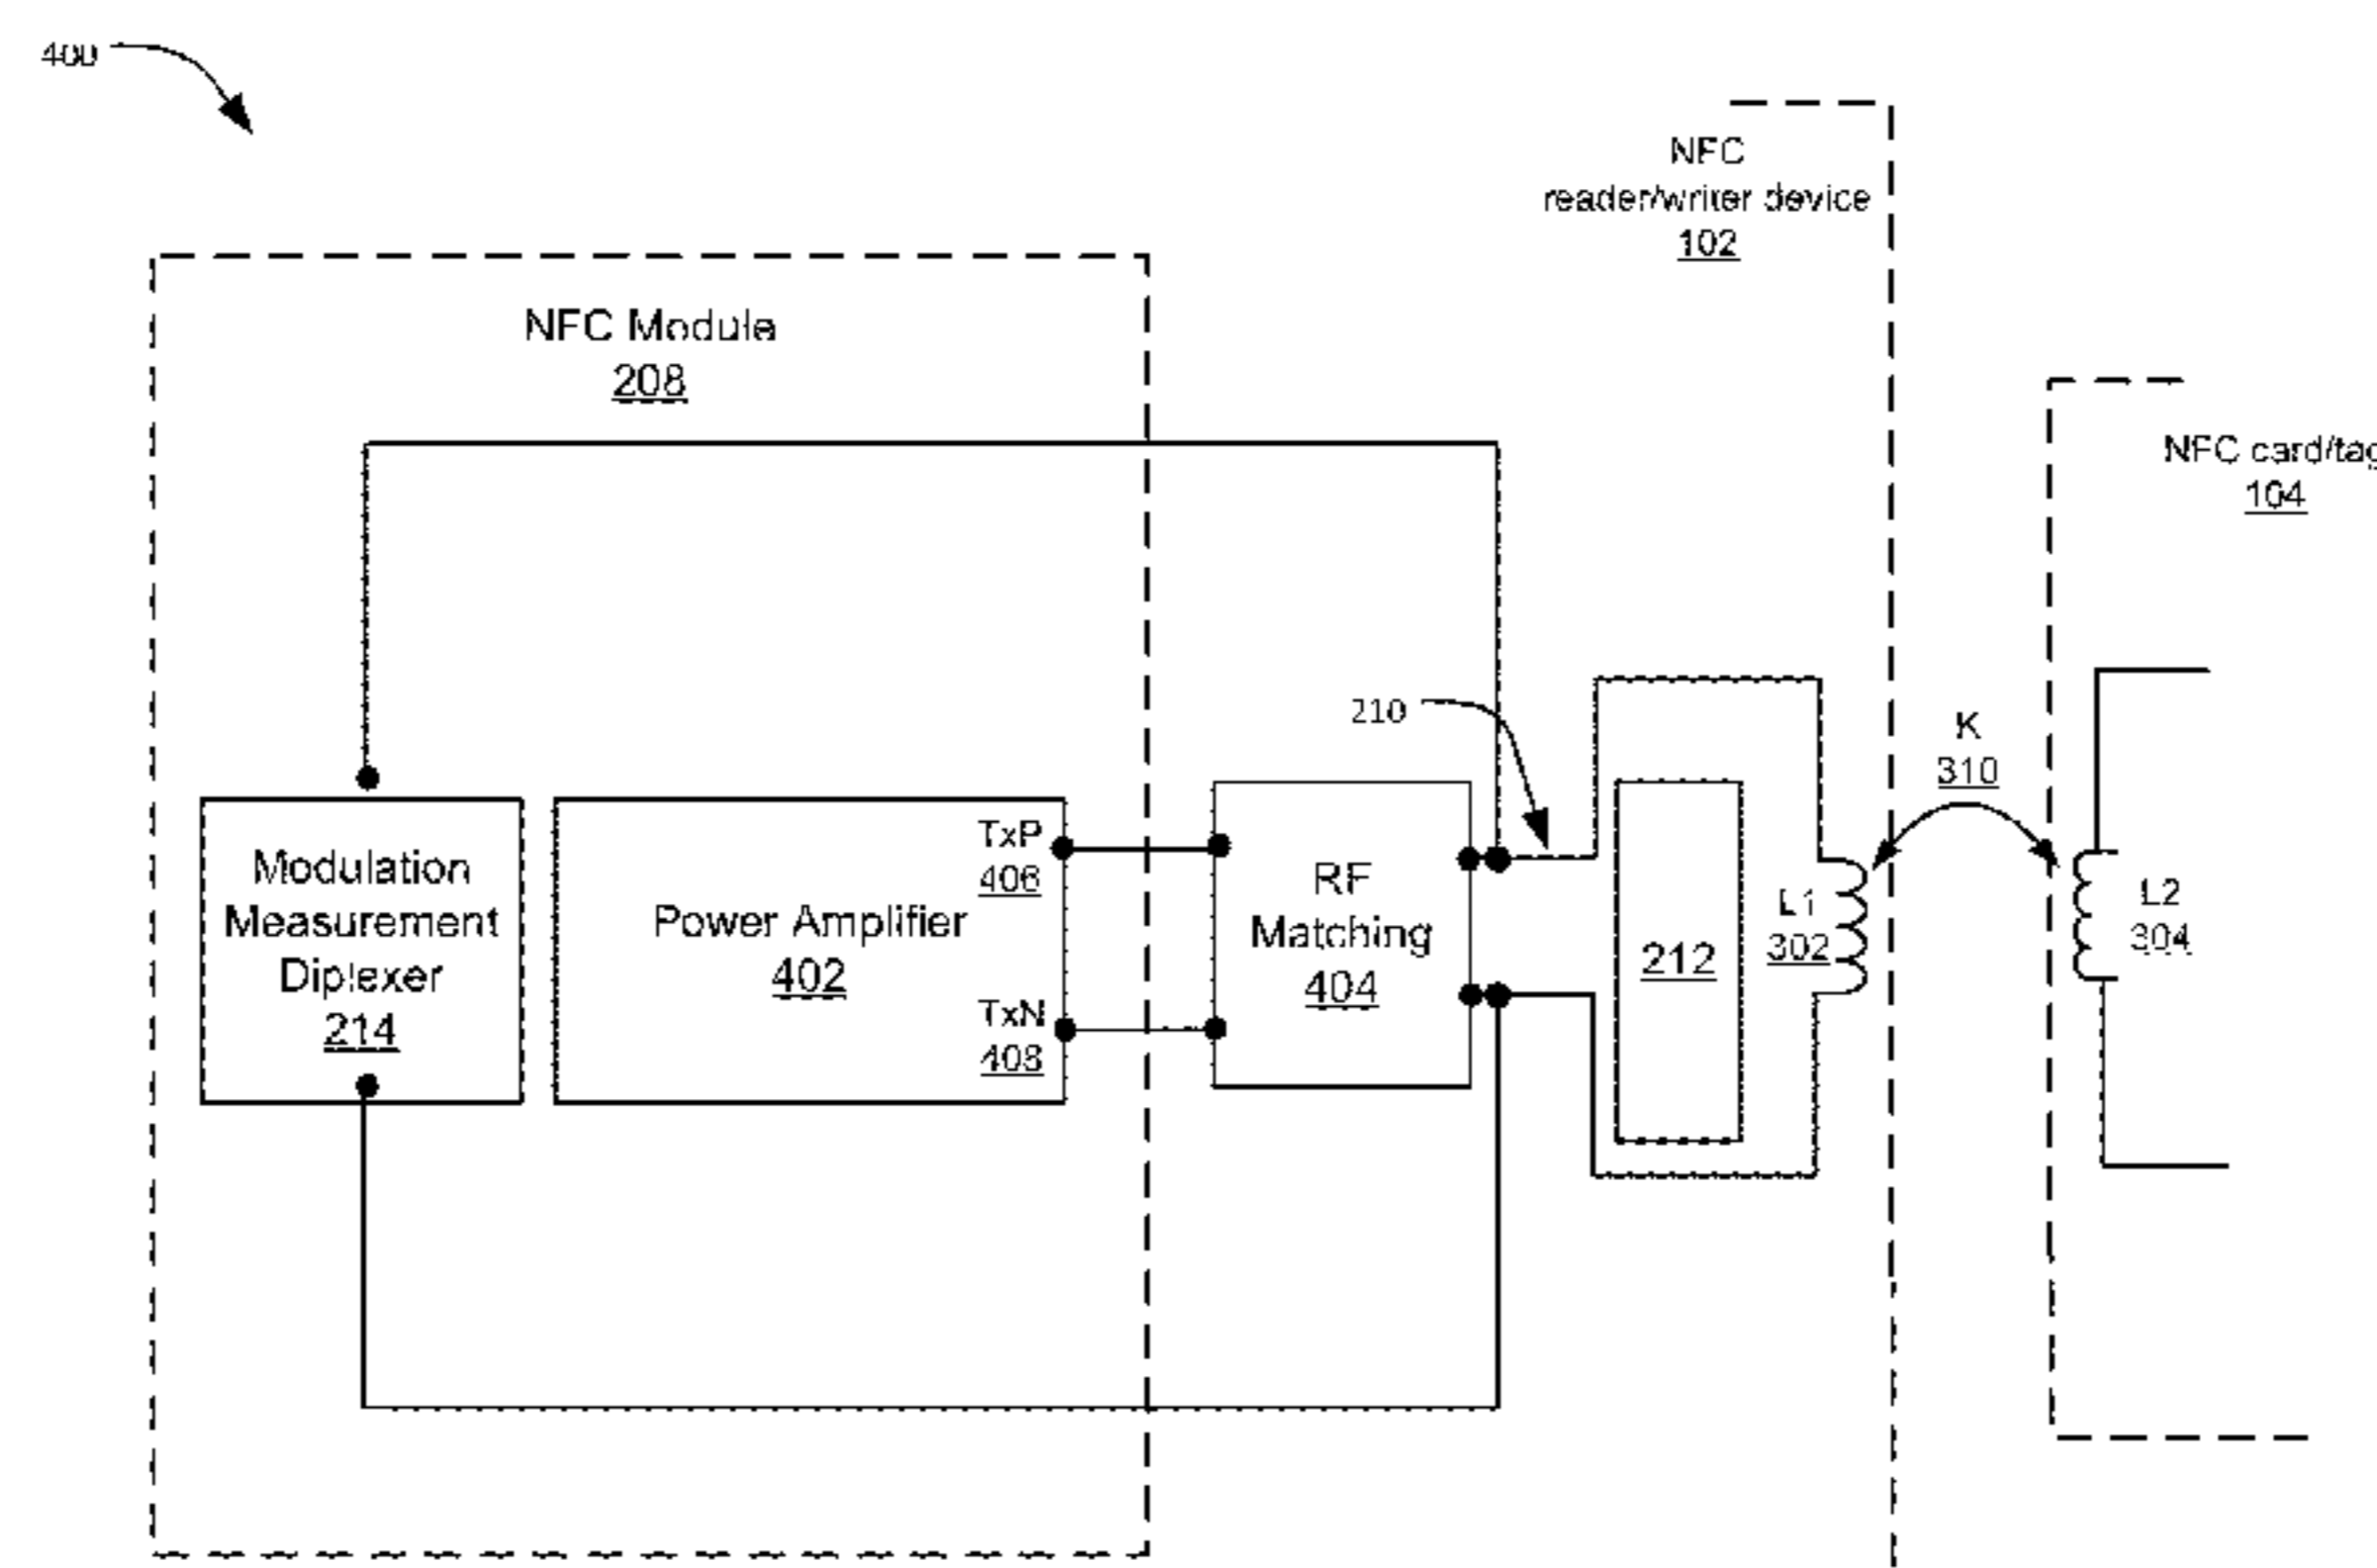 400
NFC
reader/writer device
102
NFC Module
208
NFC card/tag
104
210
K
310
Modulation
Measurement
Diplexer
214
Power Amplifier
402
TxP
406
TxN
408
RF
Matching
404
212
L1
302
L2
304